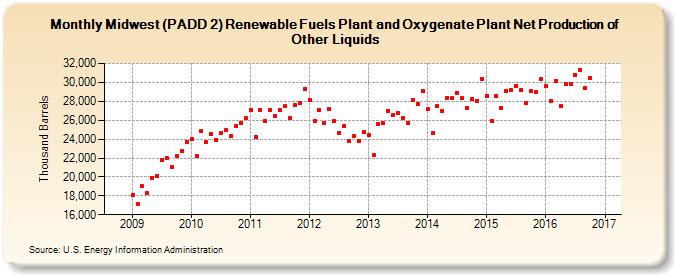 Monthly Midwest (PADD 2) Renewable Fuels Plant and Oxygenate Plant Net Production of
Other Liquids
Thousand Barrels
32,000
30,000
28,000
26,000
24,000
22,000
20,000
18,000
16,000
2009 2010 2011 2012 2013 2014 2015 2016 2017
Source: U.S. Energy Information Administration